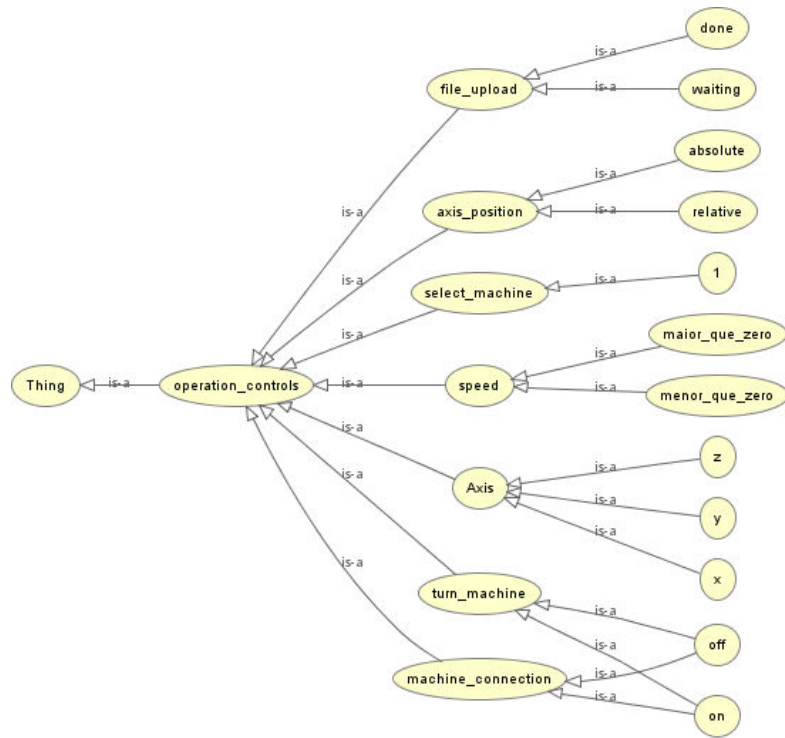 done
is-a
file_upload
is-a
waiting
absolute
is-a
is-a
axis_position
is-a
relative
is-a
1
is-a
select_machine
is-a
maior_que_zero
is-a
Thing
is-a
operation_controls
is-a
speed
is-a
menor_que_zero
is-a
z
is-a
Axis
is-a
y
is-a
is-a
x
turn_machine
is-a
is-a
off
is-a
machine_connection
is-a
is-a
on